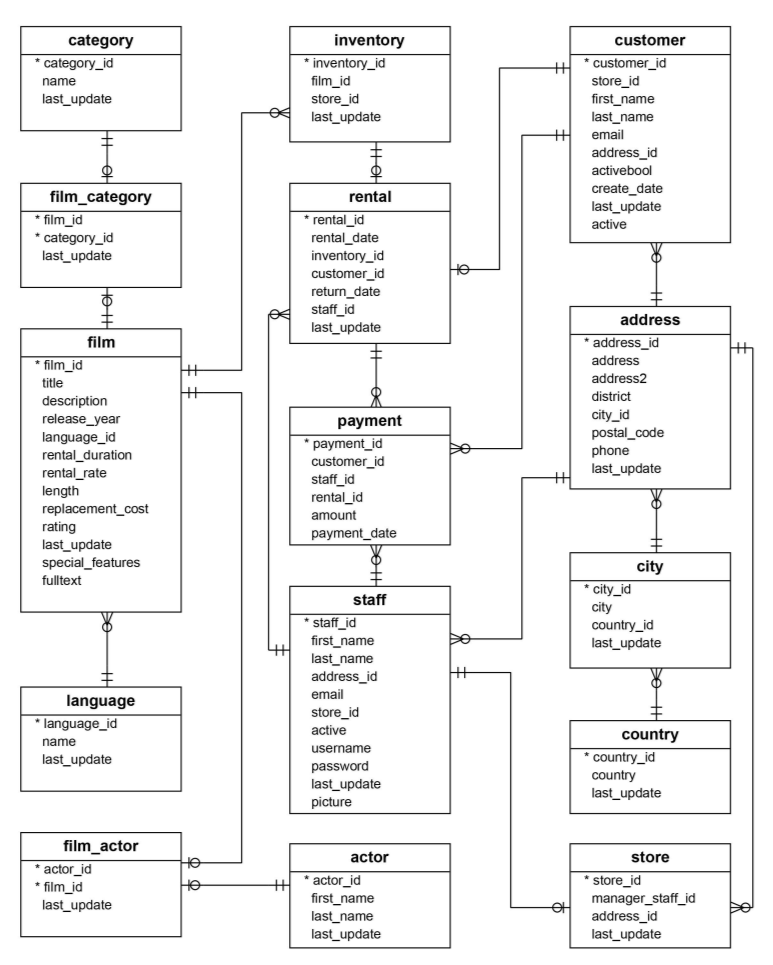 category
* category_id
name
last_update
film_category
* film_id
* category_id
last_update
film
* film_id
title
description
release_year
language_id
rental_duration
rental_rate
length
replacement_cost
rating
last_update
special_features
fulltext
language
* language_id
name
last_update
film_actor
* actor_id
* film_id
last_update
inventory
* inventory_id
film_id
store_id
last_update
rental
* rental_id
rental_date
inventory_id
customer_id
return_date
staff_id
last_update
payment
* payment_id
customer_id
staff_id
rental_id
amount
payment_date
staff
* staff_id
first_name
last_name
address_id
email
store_id
active
username
password
last_update
picture
actor
* actor_id
first_name
last_name
last_update
customer
* customer_id
store_id
first_name
last_name
email
address_id
activebool
create_date
last_update
active
address
* address_id
address
address2
district
city_id
postal_code
phone
last_update
city
* city_id
city
country_id
last_update
country
* country_id
country
last_update
store
* store_id
manager_staff_id
address_id
last_update